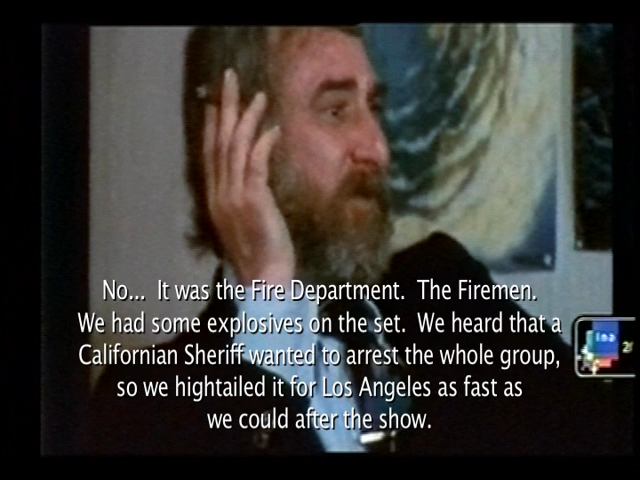 No... It was the Fire Department. The Firemen.
We had some explosives on the set. We heard that a
Californian Sheriff wanted to arrest the whole group,
so we hightailed it for Los Angeles as fast as
we could after the show.
ina